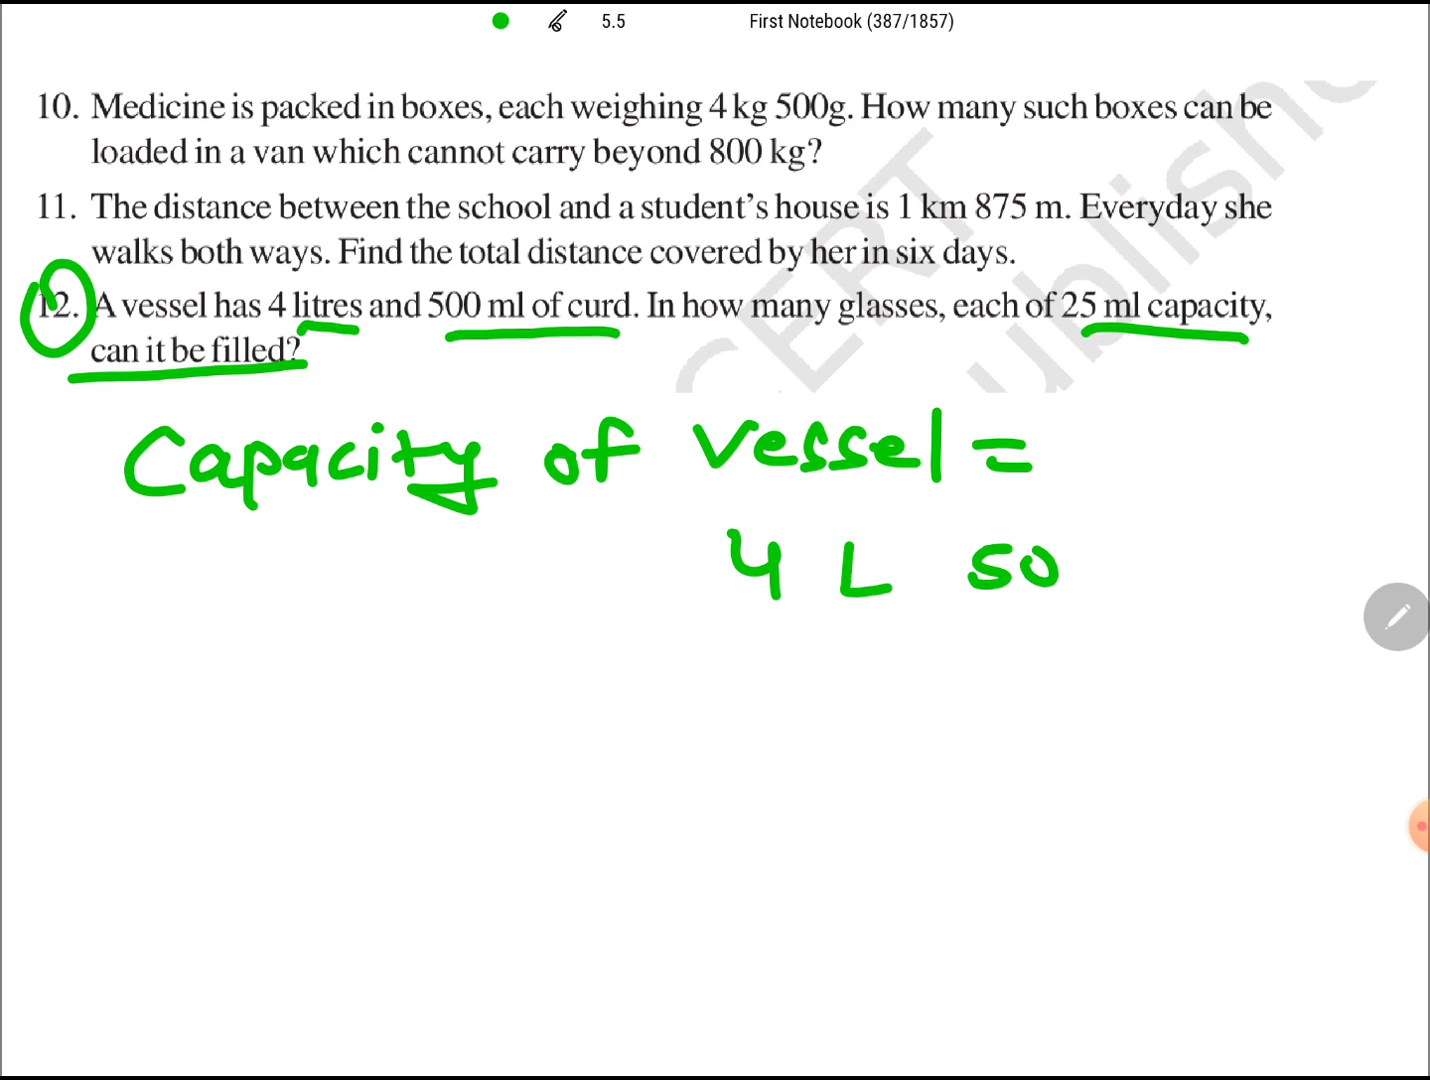 5.5 First Notebook (387/1857)
10. Medicine is packed in boxes, each weighing 4 kg 500g. How many such boxes can be
loaded in a van which cannot carry beyond 800 kg?
11. The distance between the school and a student’s house is 1 km 875 m. Everyday she
walks both ways. Find the total distance covered by her in six days.
12. A vessel has 4 litres and 500 ml of curd. In how many glasses, each of 25 ml capacity,
can it be filled?
Capacity of vessel =
4 L 50